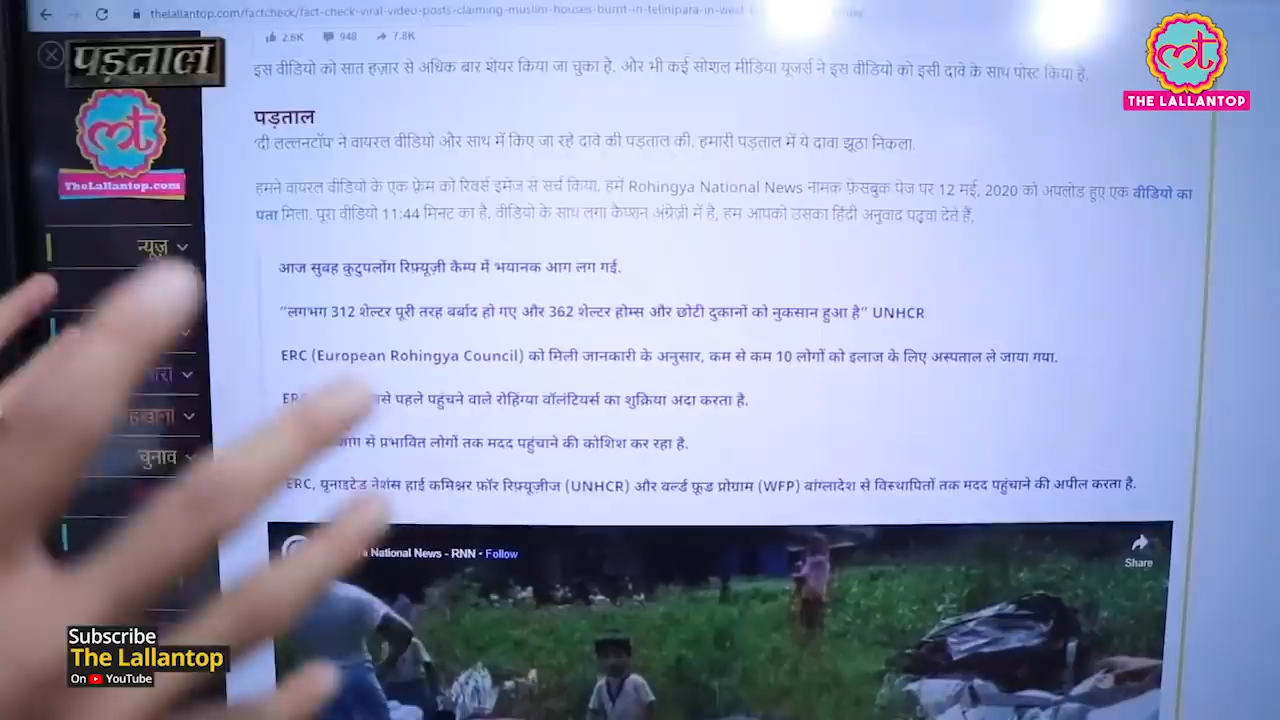 thelallantop.com/factcheck/fact-check-viral-video-posts-claiming-muslim-houses-burnt-in-telinipara-in-west
पड़ताल
THE LALLANTOP
2.6K 948 7.8K
इस वीडियो को सात हज़ार से अधिक बार शेयर किया जा चुका है. और भी कई सोशल मीडिया यूजर्स ने इस वीडियो को इसी दावे के साथ पोस्ट किया है.
TheLallantop.com
पड़ताल
'दी लल्लनटॉप' ने वायरल वीडियो और साथ में किए जा रहे दावे की पड़ताल की. हमारी पड़ताल में ये दावा झूठा निकला.
हमने वायरल वीडियो के एक फ़्रेम को रिवर्स इमेज से सर्च किया. हमें Rohingya National News नामक फ़ेसबुक पेज पर 12 मई, 2020 को अपलोड हुए एक वीडियो का
पता मिला. पूरा वीडियो 11:44 मिनट का है. वीडियो के साथ लगा कैप्शन अंग्रेज़ी में है, हम आपको उसका हिंदी अनुवाद पढ़वा देते हैं,
न्यूज़
आज सुबह कुटुपलोंग रिफ़्यूज़ी कैम्प में भयानक आग लग गई.
"लगभग 312 शेल्टर पूरी तरह बर्बाद हो गए और 362 शेल्टर होम्स और छोटी दुकानों को नुकसान हुआ है" UNHCR
ERC (European Rohingya Council) को मिली जानकारी के अनुसार, कम से कम 10 लोगों को इलाज के लिए अस्पताल ले जाया गया.
पहले पहुंचने वाले रोहिंग्या वॉलंटियर्स का शुक्रिया अदा करता है.
से प्रभावित लोगों तक मदद पहुंचाने की कोशिश कर रहा है.
चुनाव
ERC, यूनाइटेड नेशंस हाई कमिश्नर फ़ॉर रिफ़्यूजीज (UNHCR) और वर्ल्ड फ़ूड प्रोग्राम (WFP) बांग्लादेश से विस्थापितों तक मदद पहुंचाने की अपील करता है.
National News - RNN · Follow
Share
Subscribe
The Lallantop
On YouTube